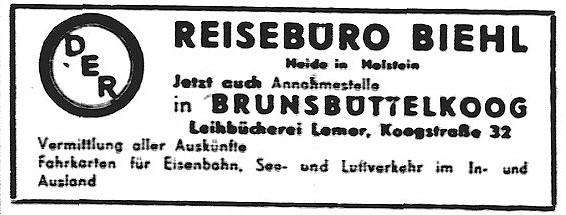 DER
REISEBÜRO BIEHL
Heide in Holstein
Jetzt auch Annahmestelle
in BRUNSBÜTTELKOOG
Leihbücherei Lemor, Koogstraße 32
Vermittlung aller Auskünfte
Fahrkarten für Eisenbahn, See- und Luftverkehr im In- und
Ausland